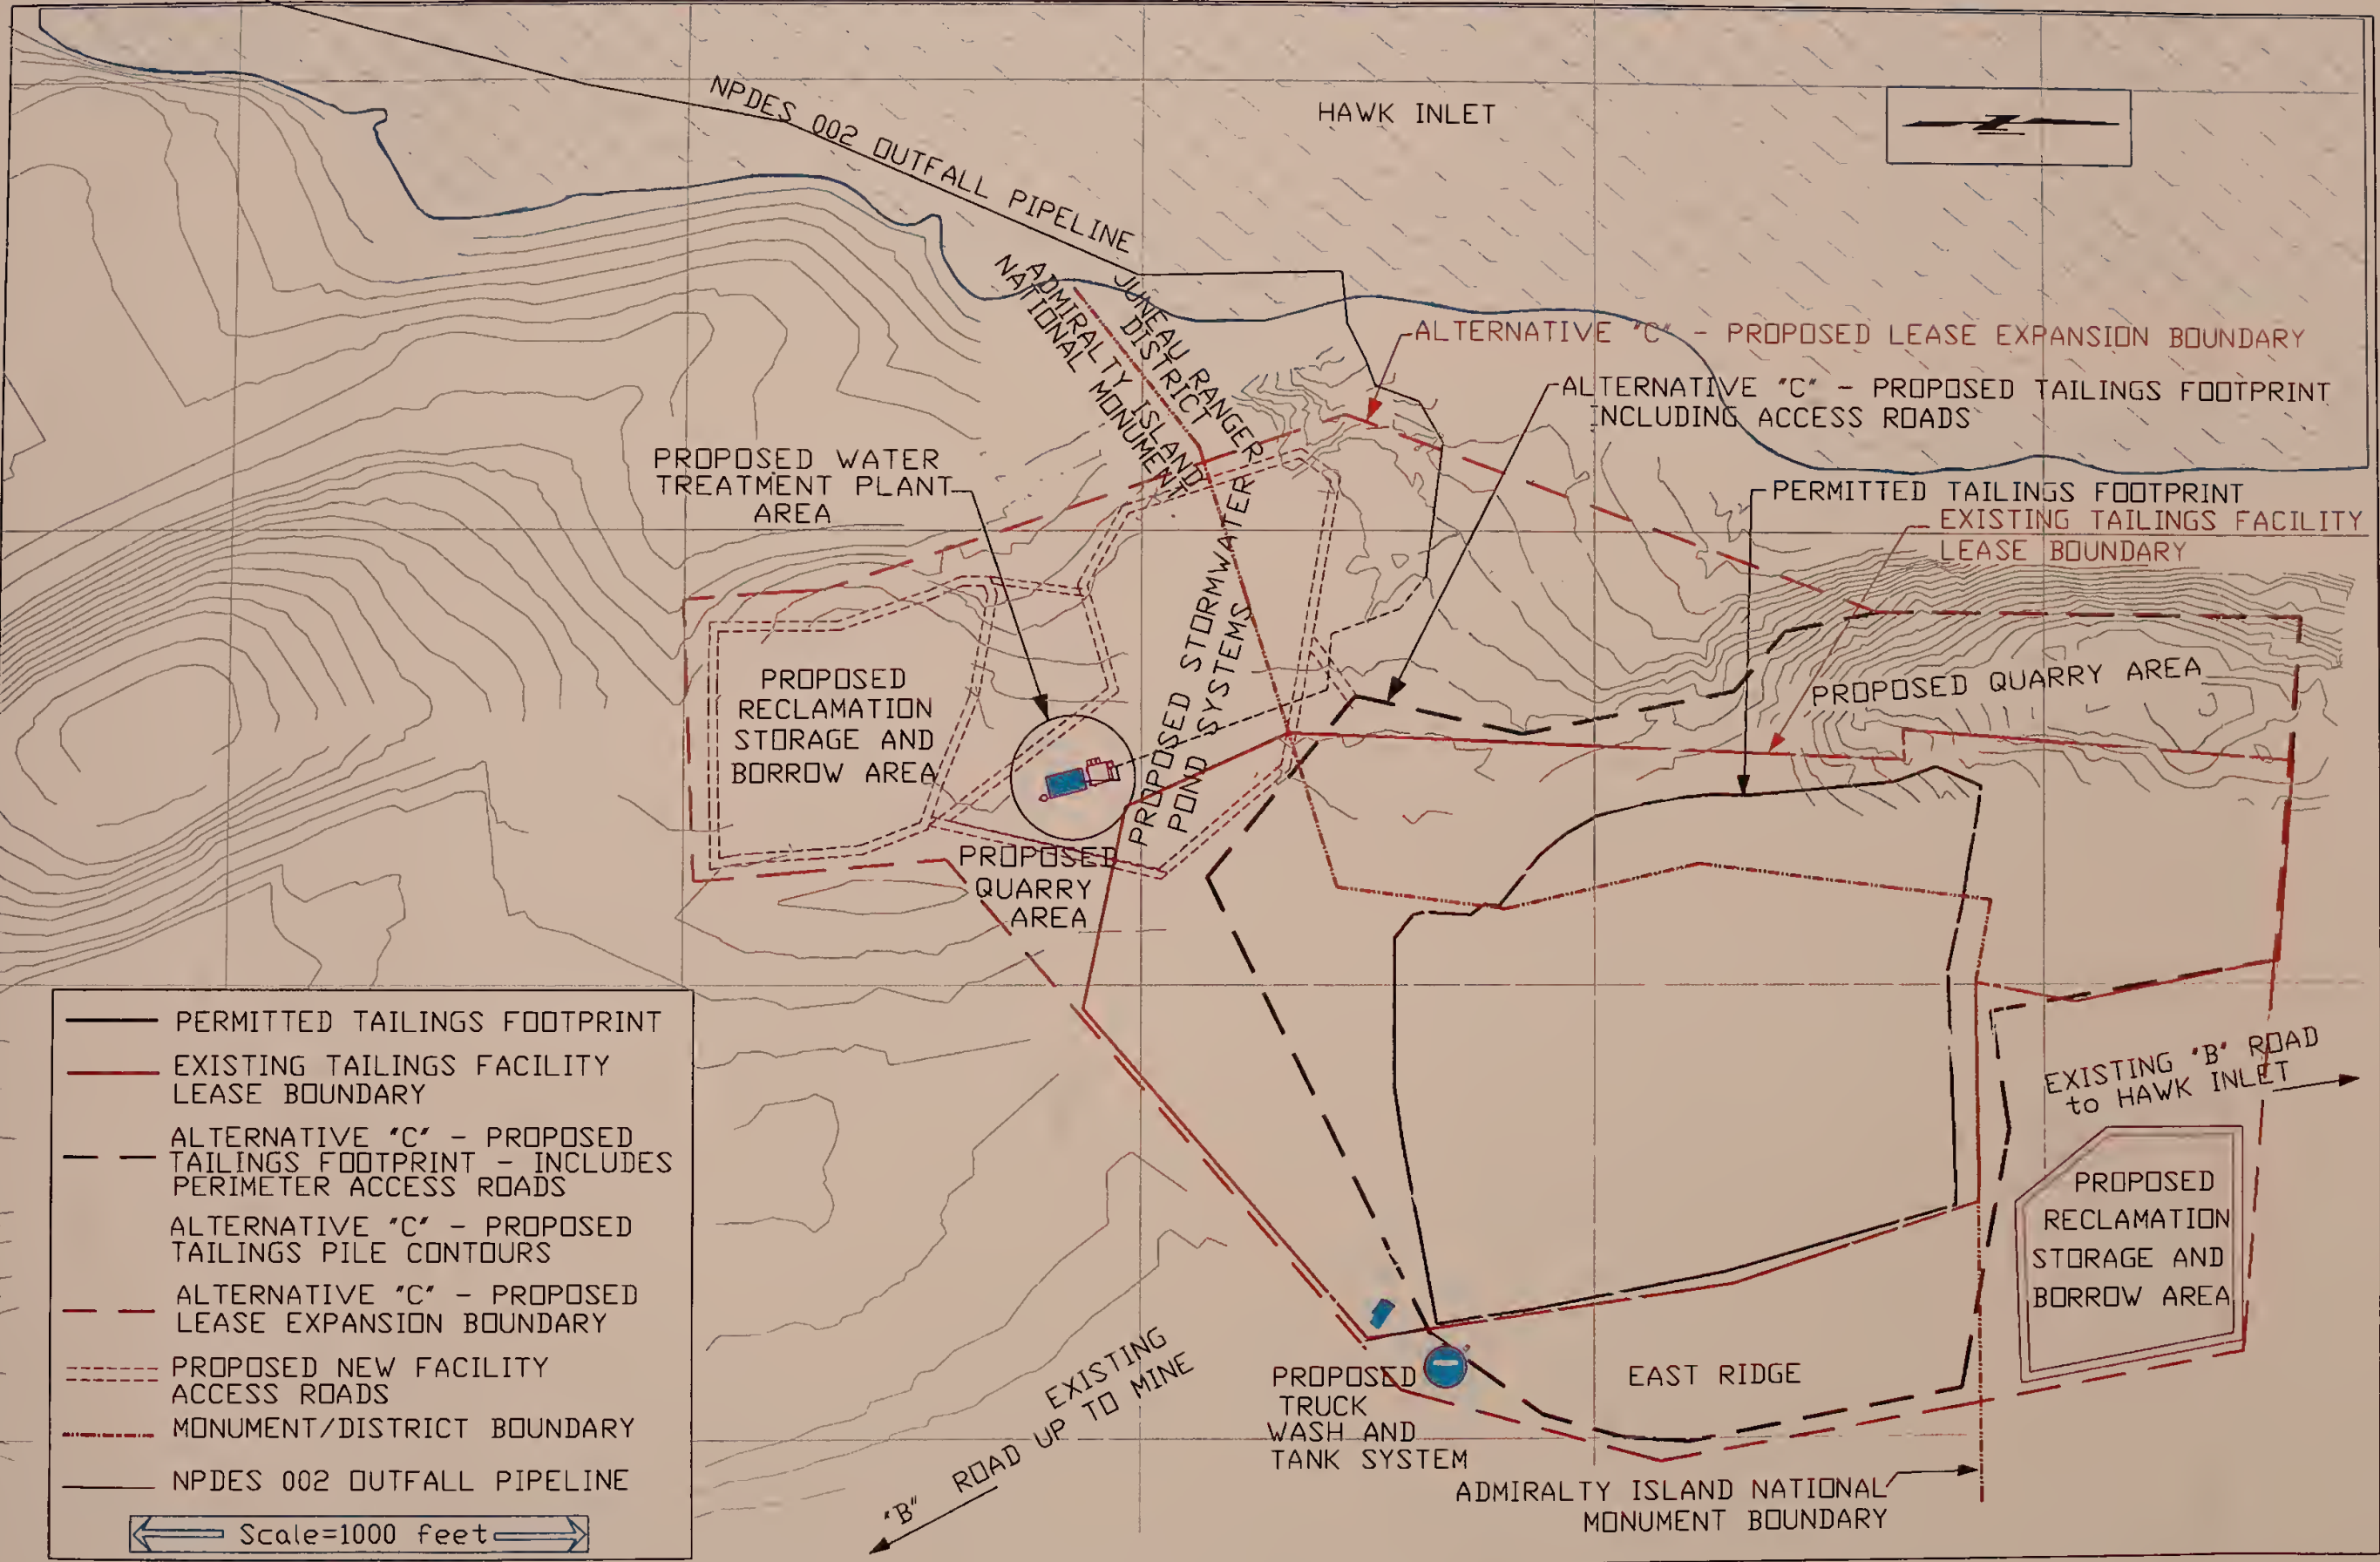 HAWK INLET
NPDES 002 OUTFALL PIPELINE
Z
JUNEAU RANGER
DISTRICT
ADMIRALTY ISLAND
NATIONAL MONUMENT
ALTERNATIVE "C" - PROPOSED LEASE EXPANSION BOUNDARY
ALTERNATIVE "C" - PROPOSED TAILINGS FOOTPRINT
INCLUDING ACCESS ROADS
PROPOSED WATER
TREATMENT PLANT
AREA
PERMITTED TAILINGS FOOTPRINT
EXISTING TAILINGS FACILITY
LEASE BOUNDARY
PROPOSED STORMWATER
POND SYSTEMS
PROPOSED QUARRY AREA
PROPOSED
RECLAMATION
STORAGE AND
BORROW AREA
PROPOSED
QUARRY
AREA
EXISTING "B" ROAD
to HAWK INLET
PROPOSED
RECLAMATION
STORAGE AND
BORROW AREA
EAST RIDGE
PROPOSED
TRUCK
WASH AND
TANK SYSTEM
EXISTING
"B" ROAD UP TO MINE
ADMIRALTY ISLAND NATIONAL
MONUMENT BOUNDARY
PERMITTED TAILINGS FOOTPRINT
EXISTING TAILINGS FACILITY
LEASE BOUNDARY
ALTERNATIVE "C" - PROPOSED
TAILINGS FOOTPRINT - INCLUDES
PERIMETER ACCESS ROADS
ALTERNATIVE "C" - PROPOSED
TAILINGS PILE CONTOURS
ALTERNATIVE "C" - PROPOSED
LEASE EXPANSION BOUNDARY
PROPOSED NEW FACILITY
ACCESS ROADS
MONUMENT/DISTRICT BOUNDARY
NPDES 002 OUTFALL PIPELINE
Scale=1000 feet